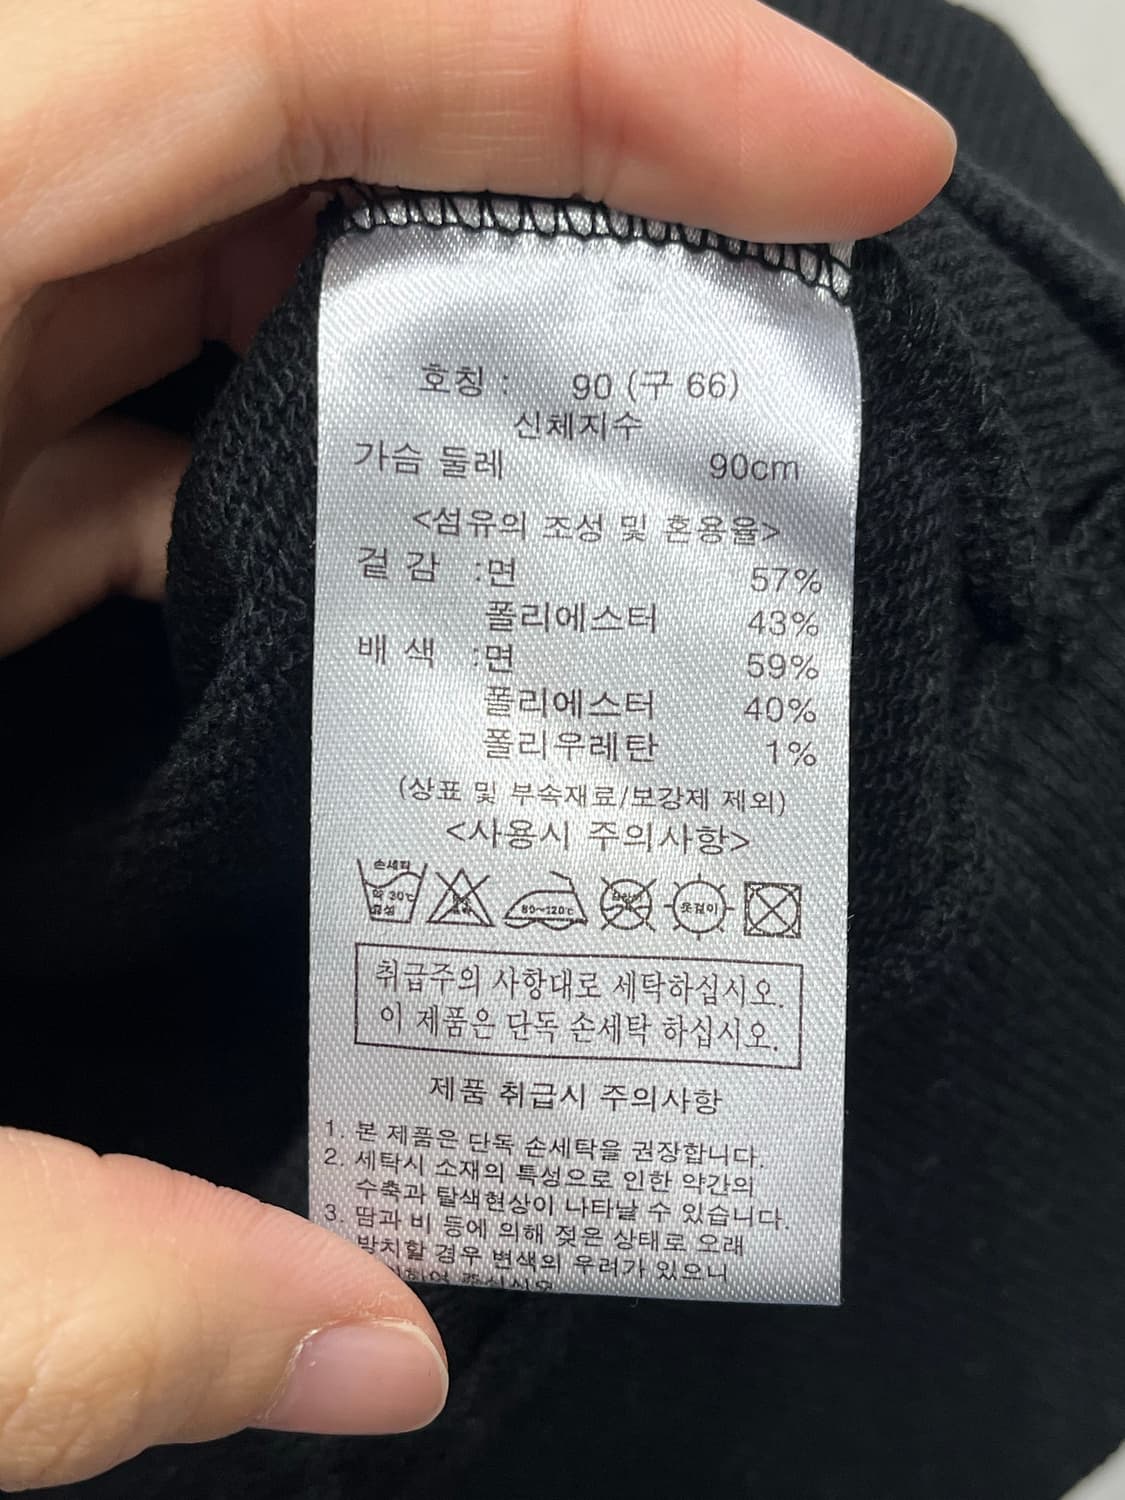 호칭 : 90 (구 66)
신체지수
가슴 둘레 90cm
<섬유의 조성 및 혼용율>
겉 감 :면 57%
폴리에스터 43%
배 색 :면 59%
폴리에스터 40%
폴리우레탄 1%
(상표 및 부속재료/보강제 제외)
<사용시 주의사항>
손세탁
약 30℃
중성
80~120℃
옷걸이
취급주의 사항대로 세탁하십시오.
이 제품은 단독 손세탁 하십시오.
제품 취급시 주의사항
1. 본 제품은 단독 손세탁을 권장합니다.
2. 세탁시 소재의 특성으로 인한 약간의
수축과 탈색현상이 나타날 수 있습니다.
3. 땀과 비 등에 의해 젖은 상태로 오래
방치할 경우 변색의 우려가 있으니